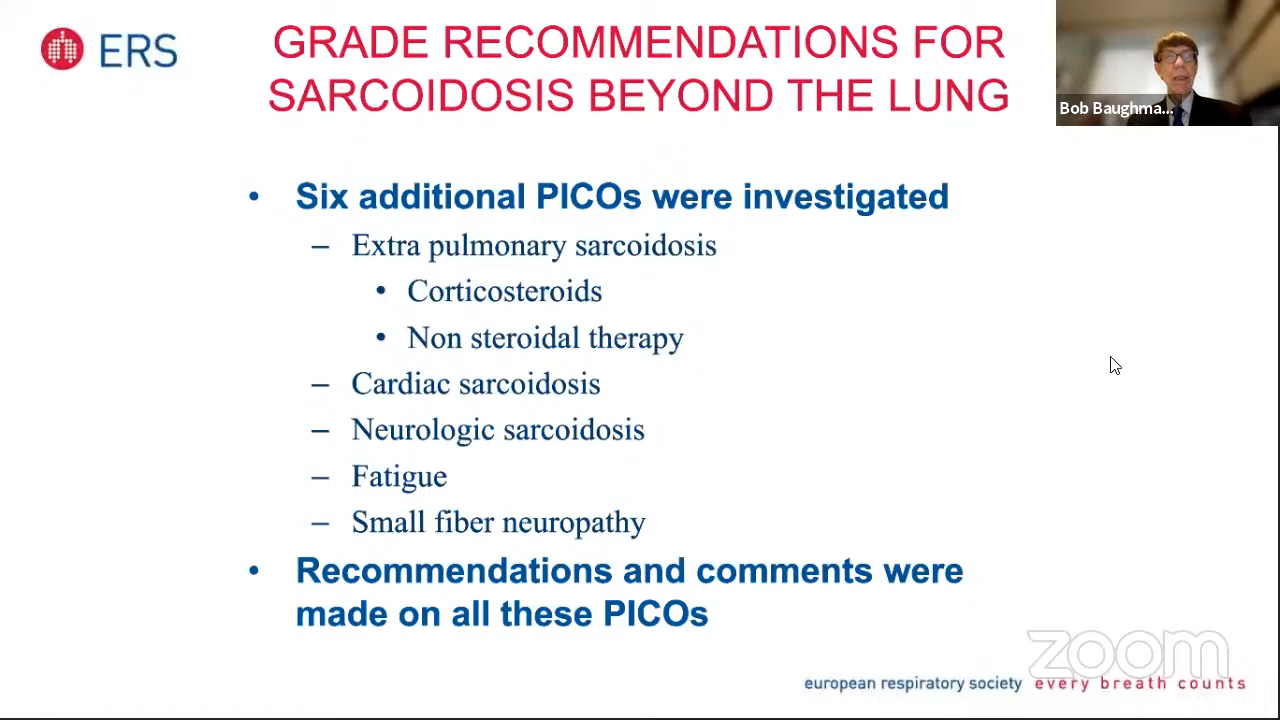 ERS
GRADE RECOMMENDATIONS FOR
SARCOIDOSIS BEYOND THE LUNG
Bob Baughma...
• Six additional PICOs were investigated
– Extra pulmonary sarcoidosis
• Corticosteroids
• Non steroidal therapy
– Cardiac sarcoidosis
– Neurologic sarcoidosis
– Fatigue
– Small fiber neuropathy
• Recommendations and comments were
made on all these PICOs
zoom
european respiratory society every breath counts